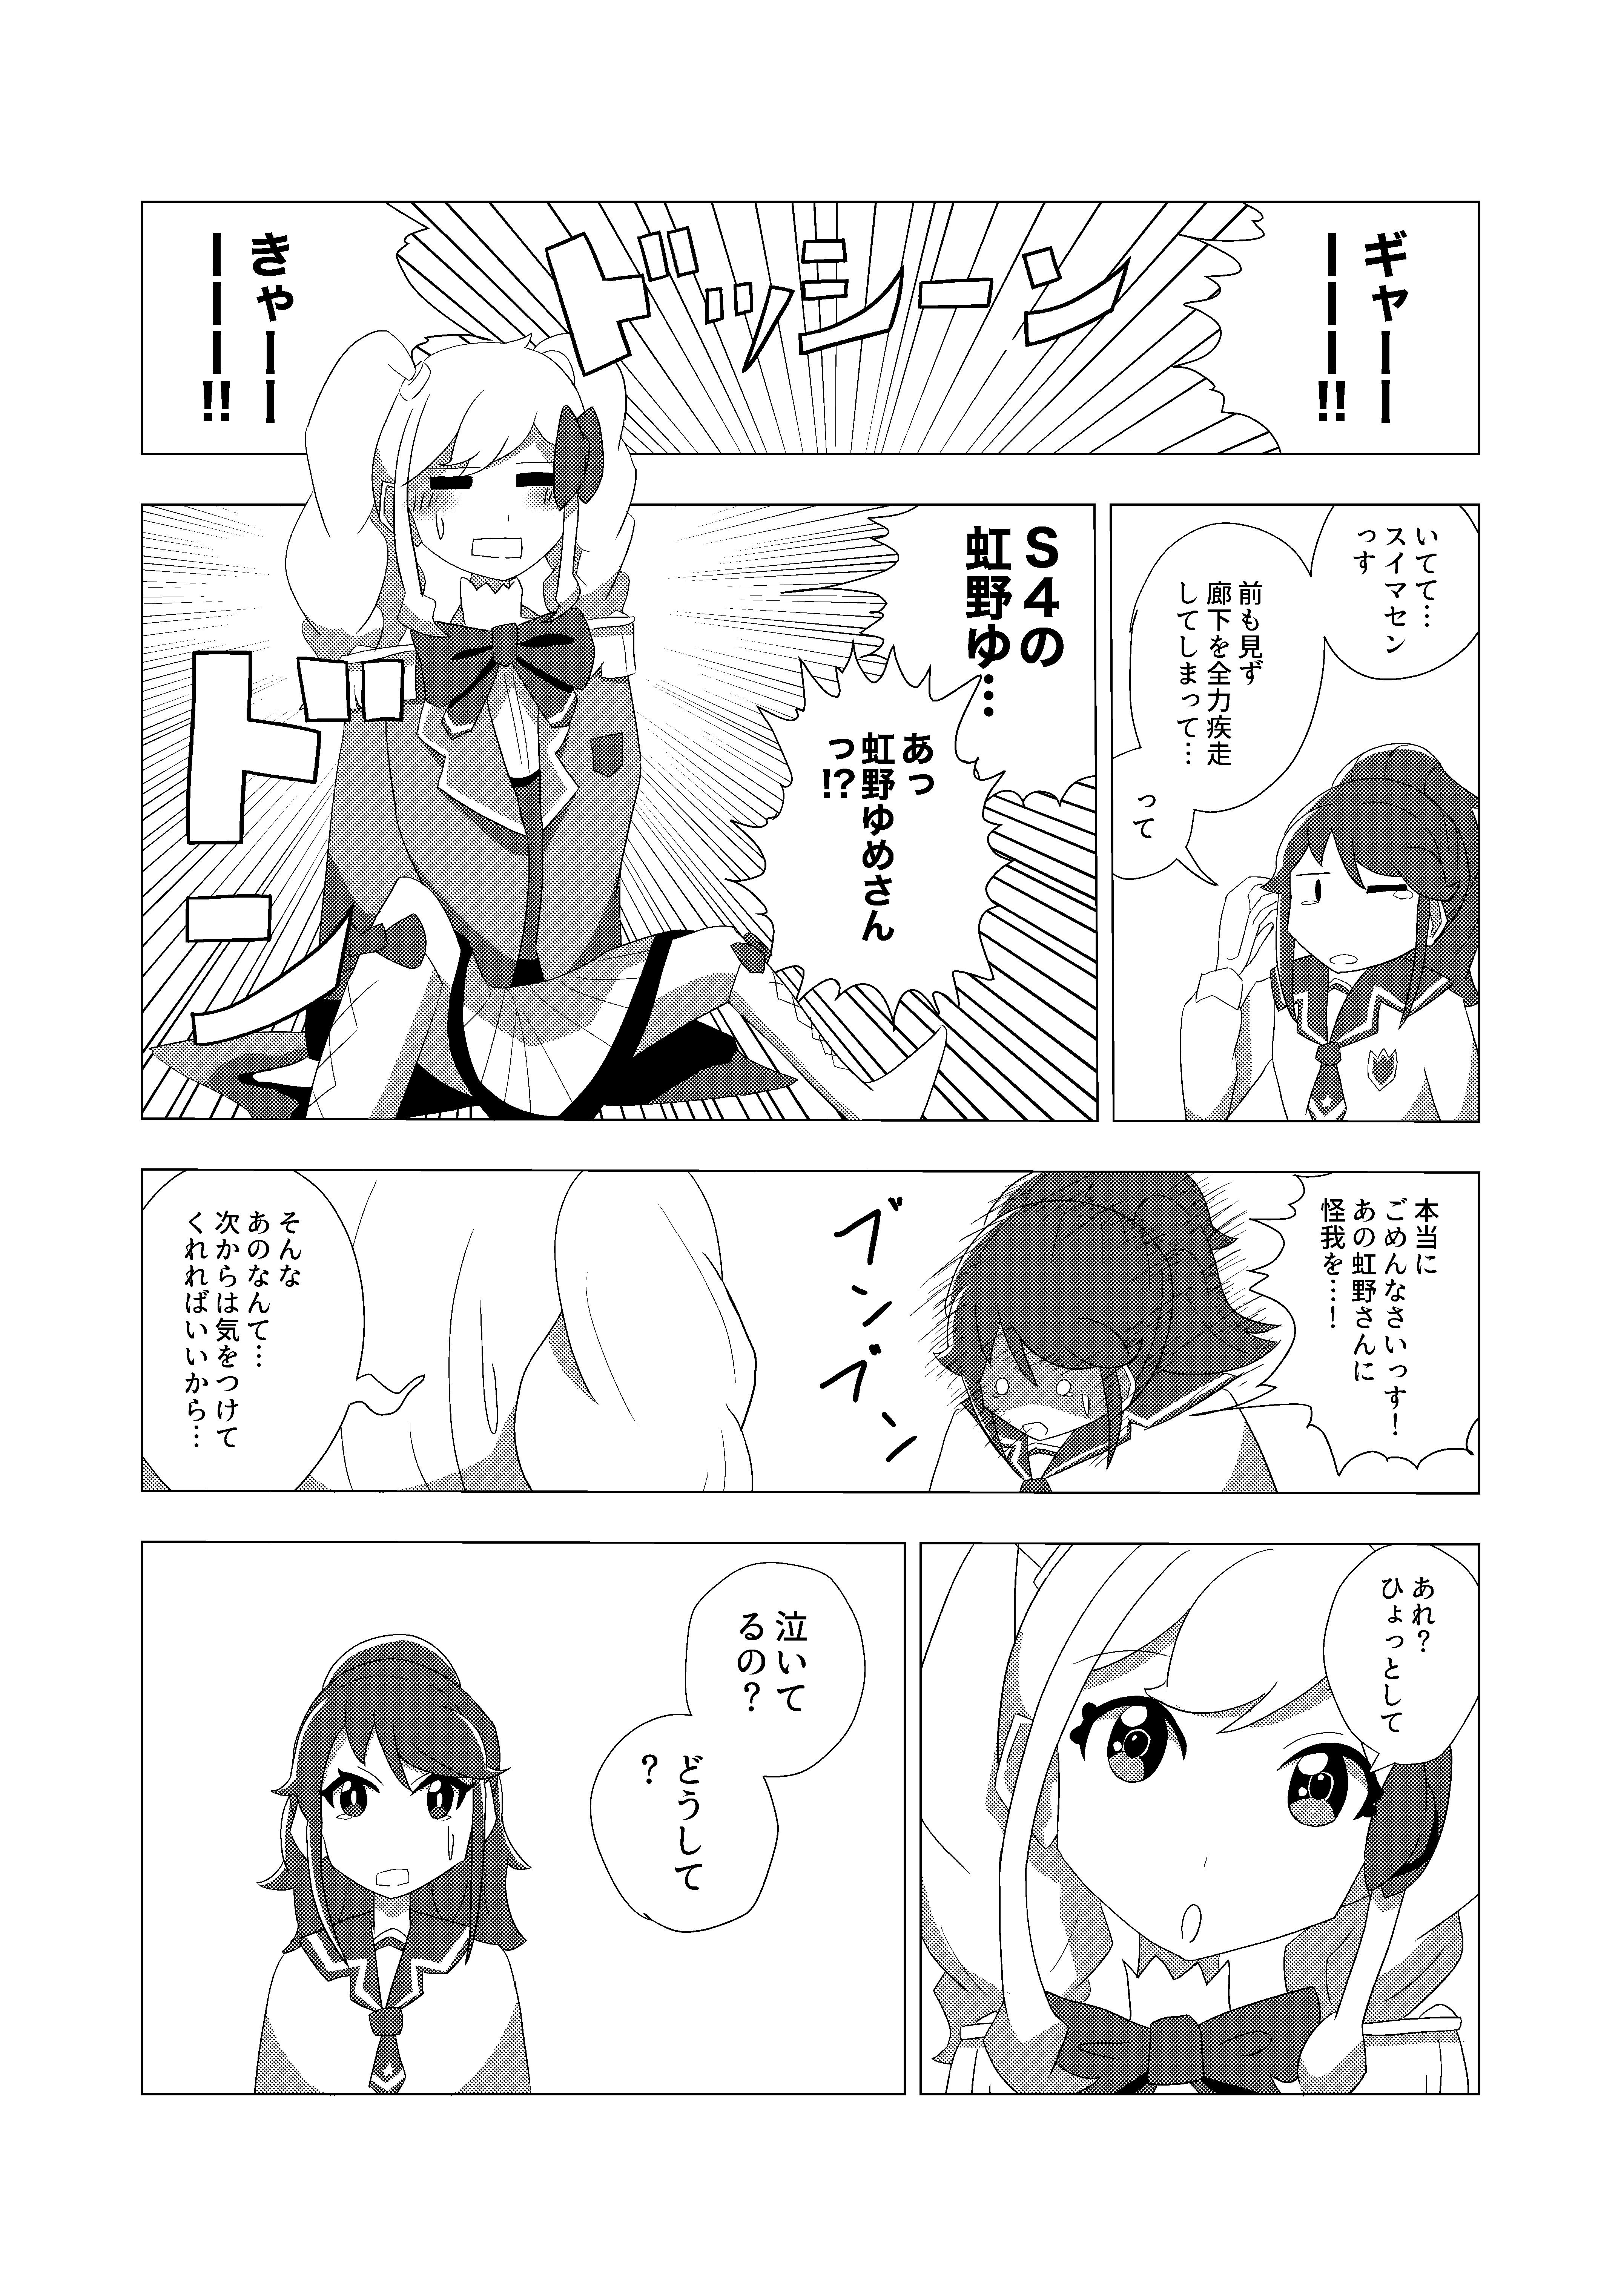 ギャーー
ーーー!!
ドッシーン
きゃーー
ーーー!!
いてて…
スイマセン
っす
前も見ず
廊下を全力疾走
してしまって…
って
S4の
虹野ゆ…
あっ
虹野ゆめさん
っ!?
ドーン
本当に
ごめんなさいっす！
あの虹野さんに
怪我を…！
ブンブン
そんな
あのなんて…
次からは気をつけて
くれればいいから…
あれ？
ひょっとして
泣いて
るの？
どうして
？